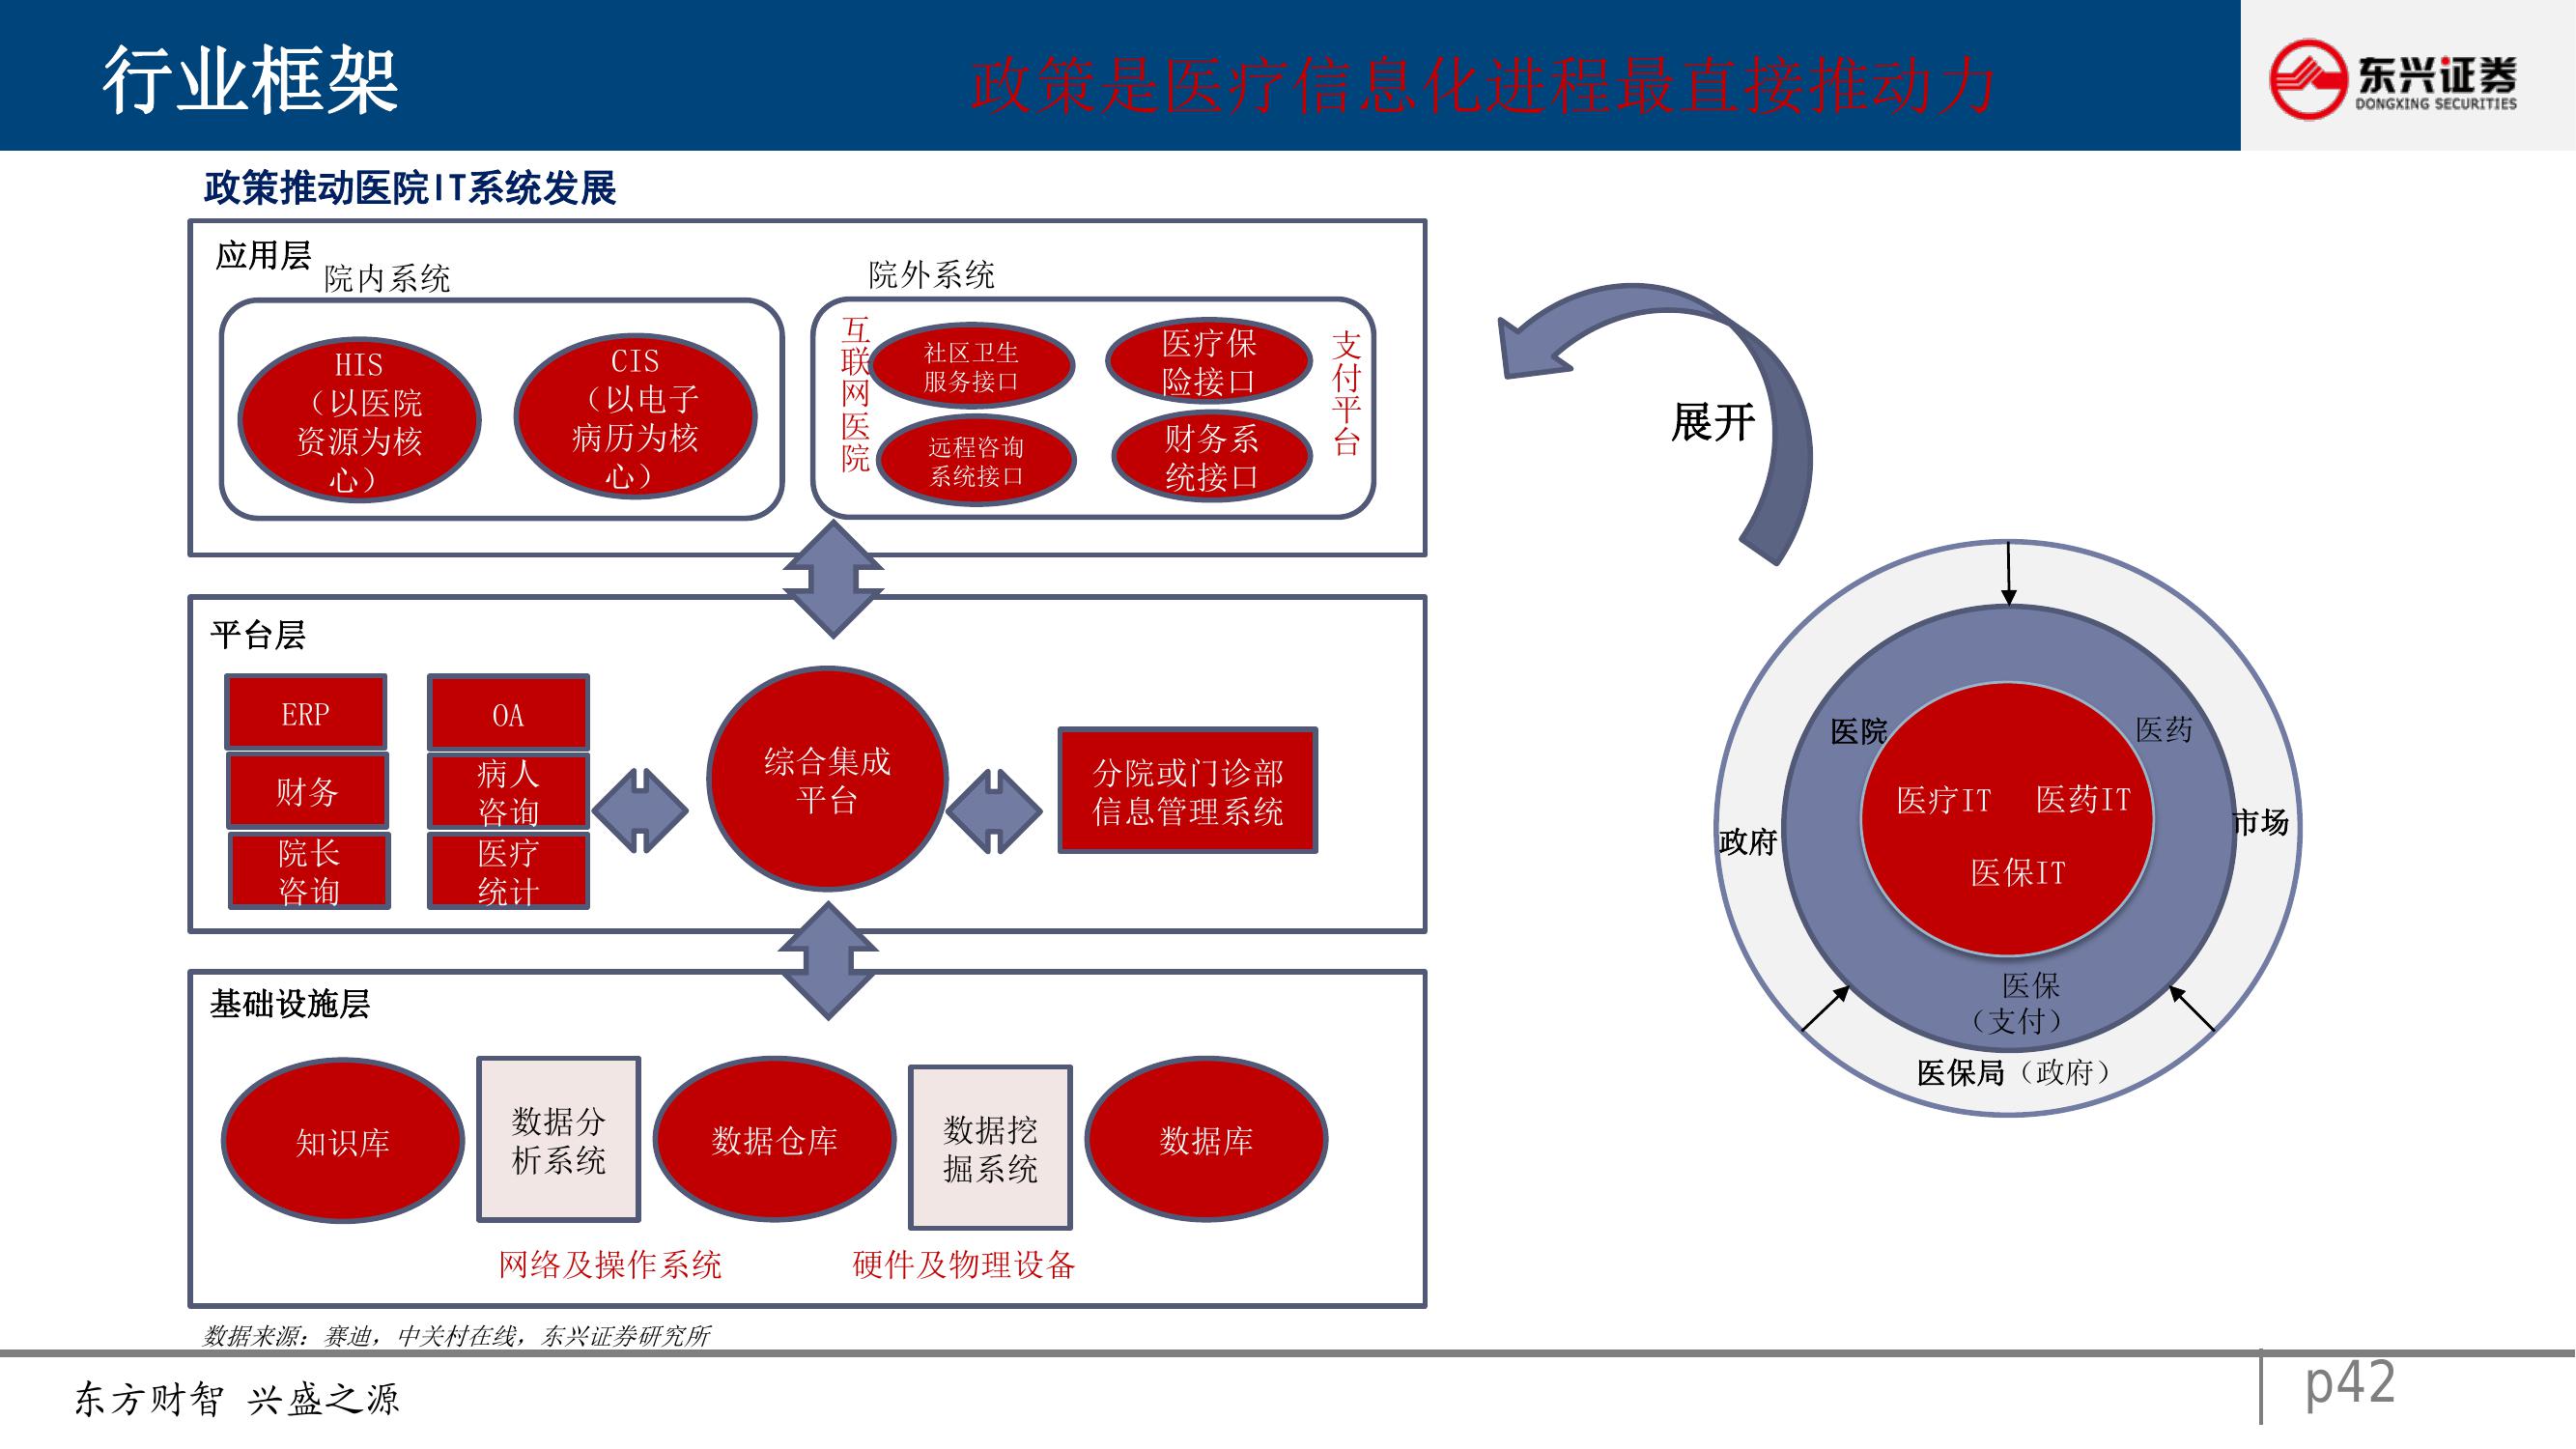 行业框架
政策是医疗信息化进程最直接推动力
东兴证券
DONGXING SECURITIES
政策推动医院IT系统发展
应用层
院内系统
院外系统
HIS
（以医院
资源为核
心）
CIS
（以电子
病历为核
心）
互
联
网
医
院
社区卫生
服务接口
医疗保
险接口
远程咨询
系统接口
财务系
统接口
支
付
平
台
展开
平台层
ERP
OA
财务
病人
咨询
院长
咨询
医疗
统计
综合集成
平台
分院或门诊部
信息管理系统
基础设施层
知识库
数据分
析系统
数据仓库
数据挖
掘系统
数据库
网络及操作系统
硬件及物理设备
医院
医药
医疗IT
医药IT
医保IT
政府
市场
医保
（支付）
医保局（政府）
数据来源：赛迪，中关村在线，东兴证券研究所
东方财智 兴盛之源
p42